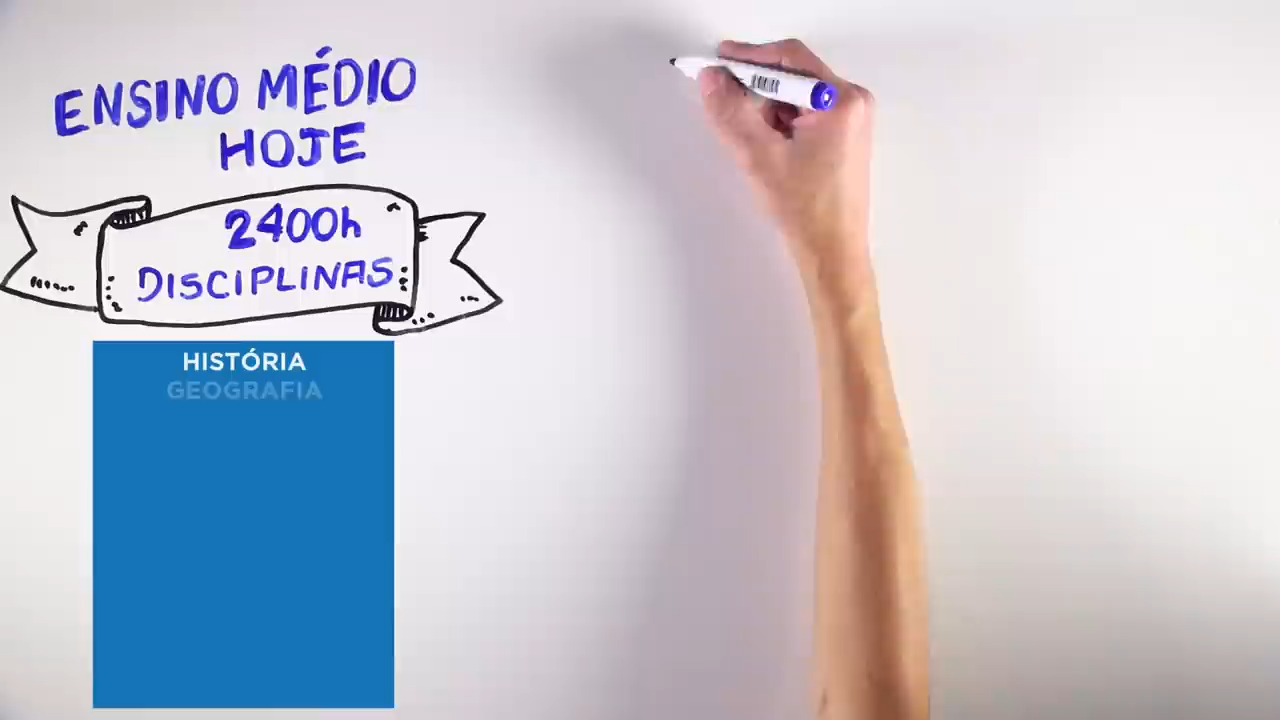 ENSINO MÉDIO
HOJE
2400h
DISCIPLINAS
HISTÓRIA
GEOGRAFIA